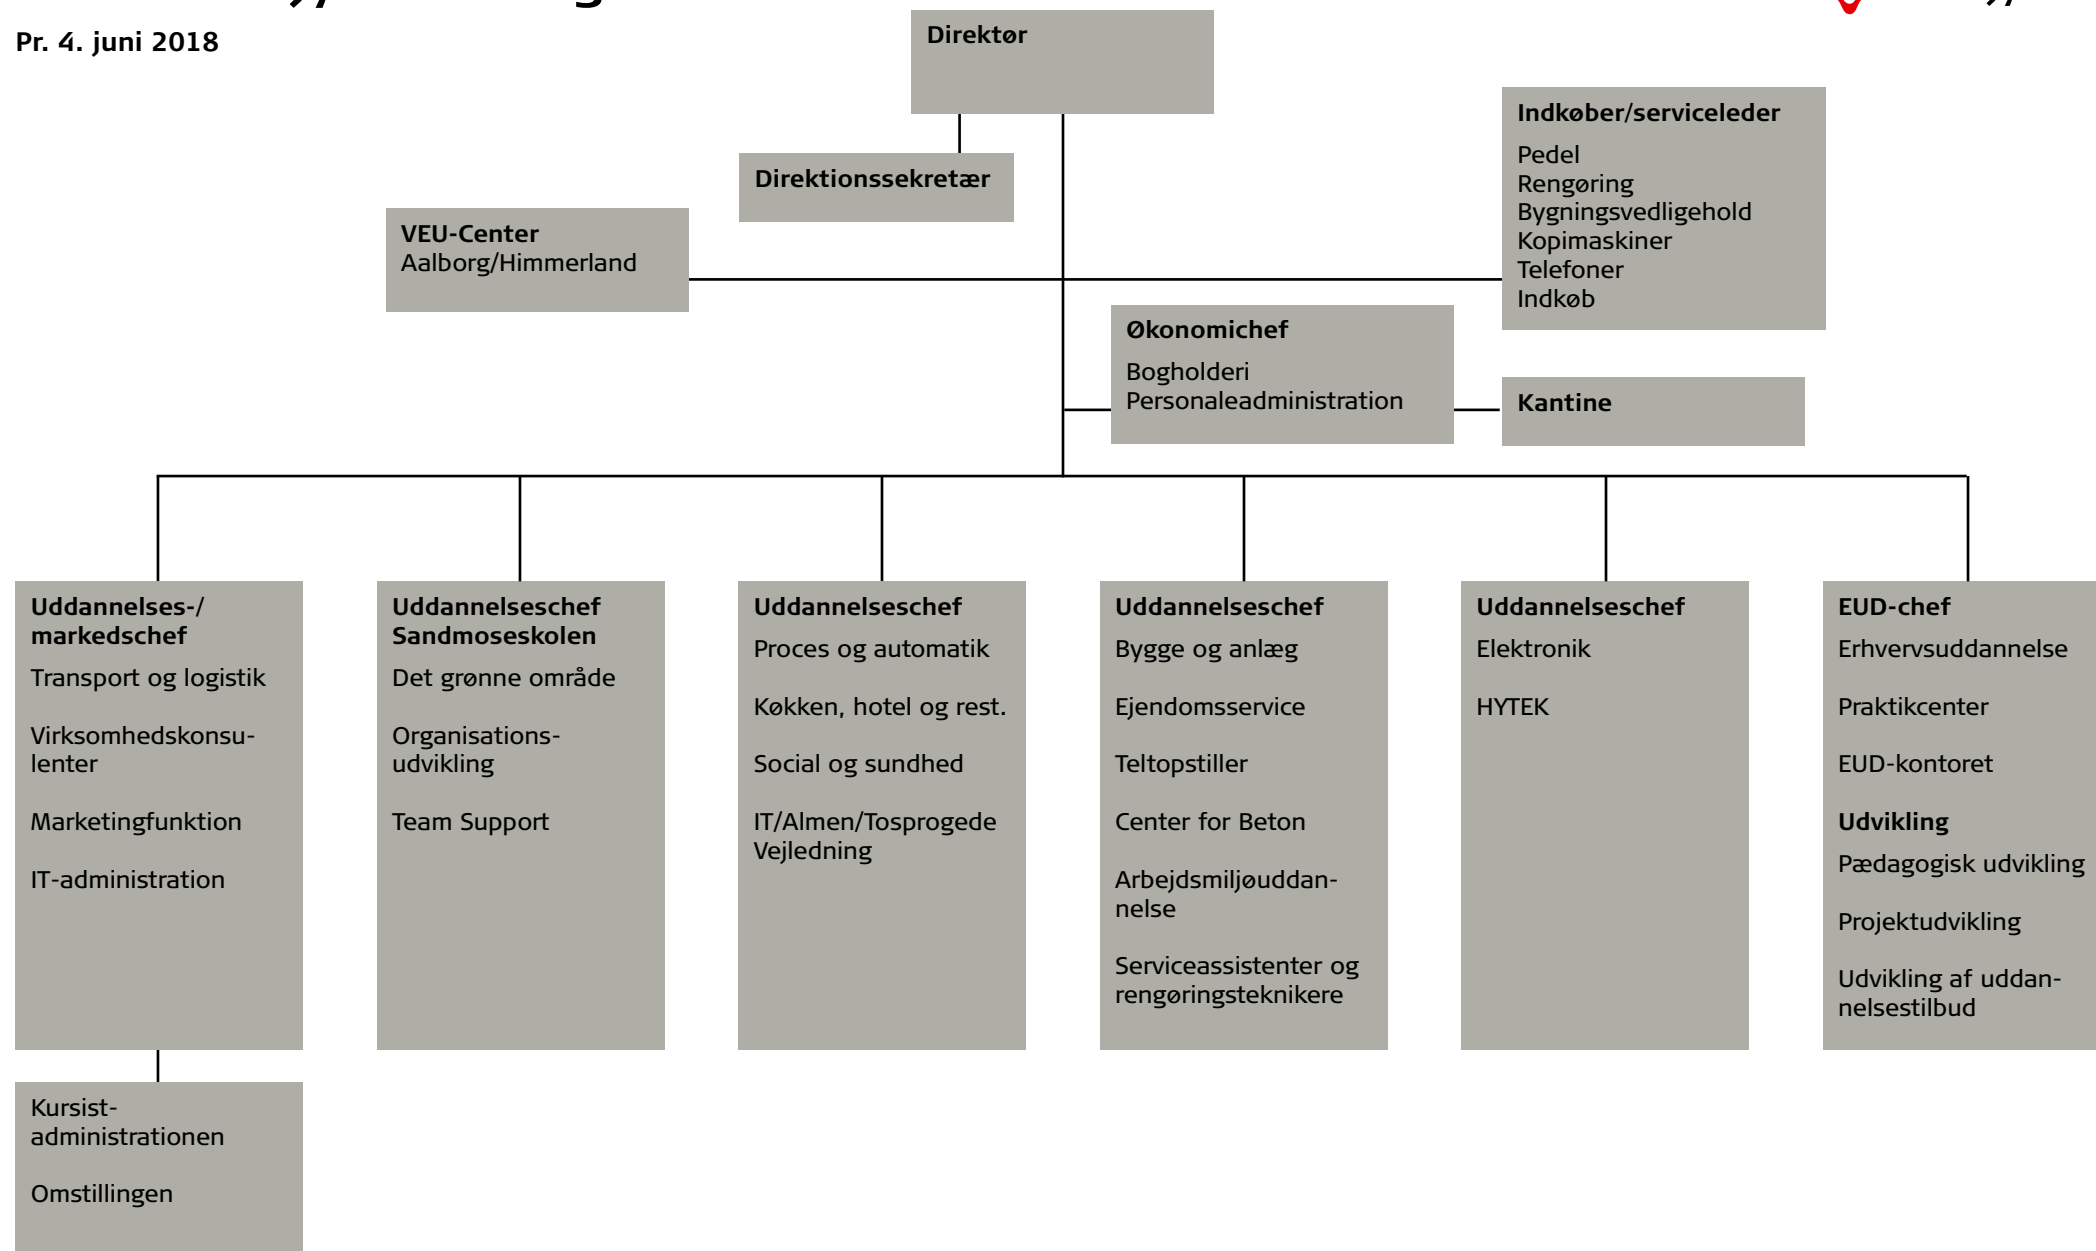 Pr. 4. juni 2018
Direktør
Direktionssekretær
VEU-Center
Aalborg/Himmerland
Indkøber/serviceleder
Pedel
Rengøring
Bygningsvedligehold
Kopimaskiner
Telefoner
Indkøb
Økonomichef
Bogholderi
Personaleadministration
Kantine
Uddannelses-/
markedschef
Transport og logistik
Virksomhedskonsu-
lenter
Marketingfunktion
IT-administration
Kursist-
administrationen
Omstillingen
Uddannelseschef
Sandmoseskolen
Det grønne område
Organisations-
udvikling
Team Support
Uddannelseschef
Proces og automatik
Køkken, hotel og rest.
Social og sundhed
IT/Almen/Tosprogede
Vejledning
Uddannelseschef
Bygge og anlæg
Ejendomsservice
Teltopstiller
Center for Beton
Arbejdsmiljøuddan-
nelse
Serviceassistenter og
rengøringsteknikere
Uddannelseschef
Elektronik
HYTEK
EUD-chef
Erhvervsuddannelse
Praktikcenter
EUD-kontoret
Udvikling
Pædagogisk udvikling
Projektudvikling
Udvikling af uddan-
nelsestilbud